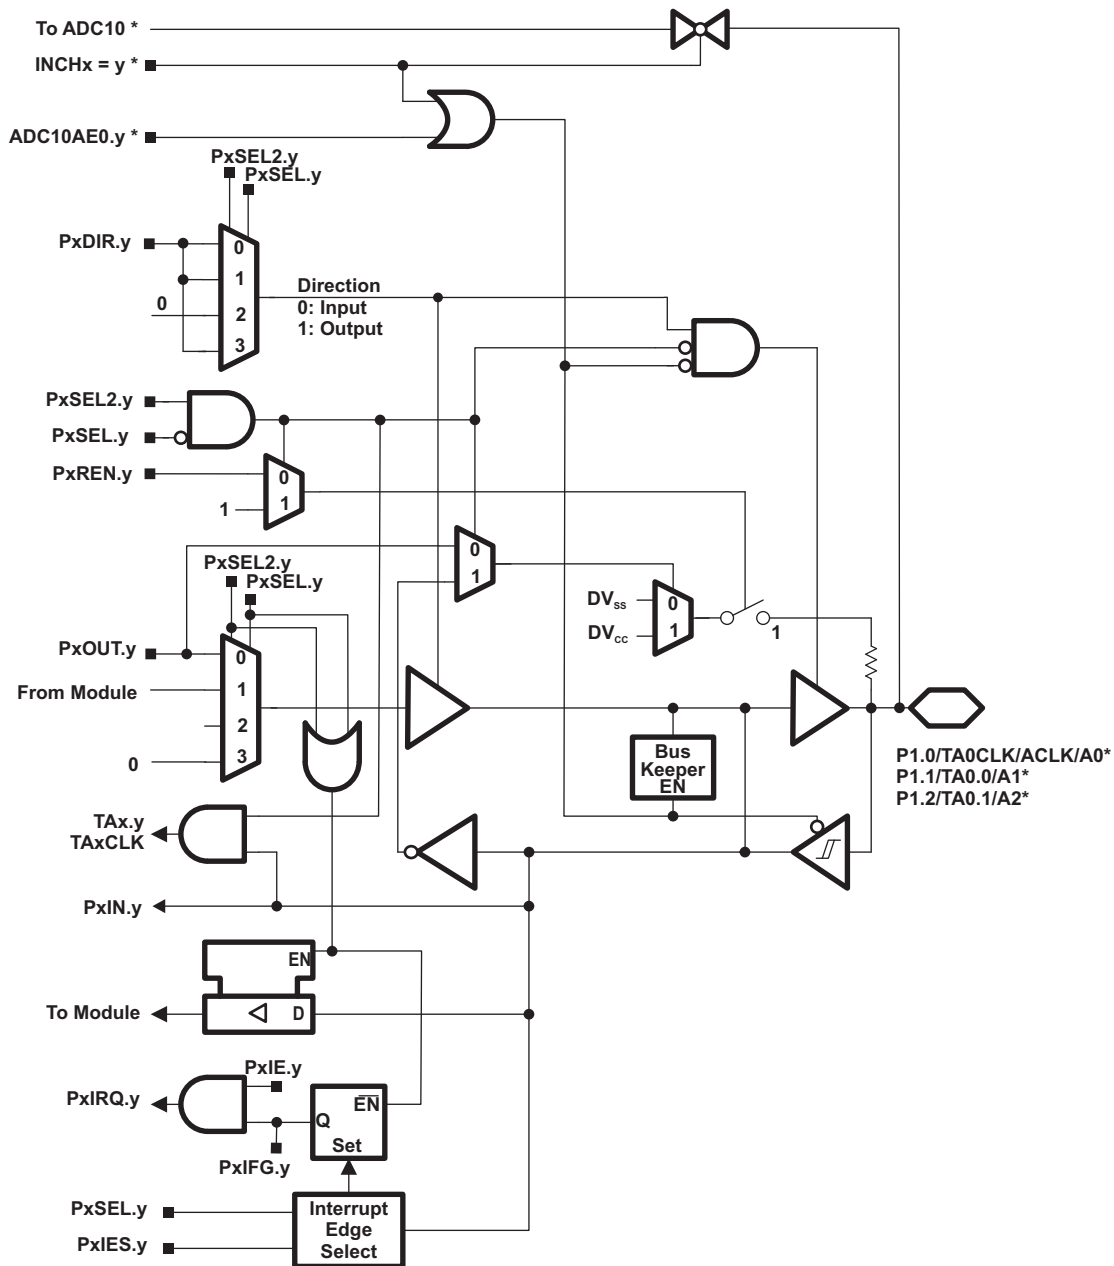 To ADC10 *
INCHx = y *
ADC10AE0.y *
PxSEL2.y
PxSEL.y
PxDIR.y
0
1
0
2
3
Direction
0: Input
1: Output
PxSEL2.y
PxSEL.y
PxREN.y
0
1
1
0
1
PxSEL2.y
PxSEL.y
DVSS
0
DVCC
1
1
PxOUT.y
0
From Module
1
2
0
3
Bus
Keeper
EN
P1.0/TA0CLK/ACLK/A0*
P1.1/TA0.0/A1*
P1.2/TA0.1/A2*
TAx.y
TAxCLK
PxIN.y
EN
To Module
D
PxIE.y
PxIRQ.y
EN
Q
Set
PxIFG.y
PxSEL.y
PxIES.y
Interrupt
Edge
Select